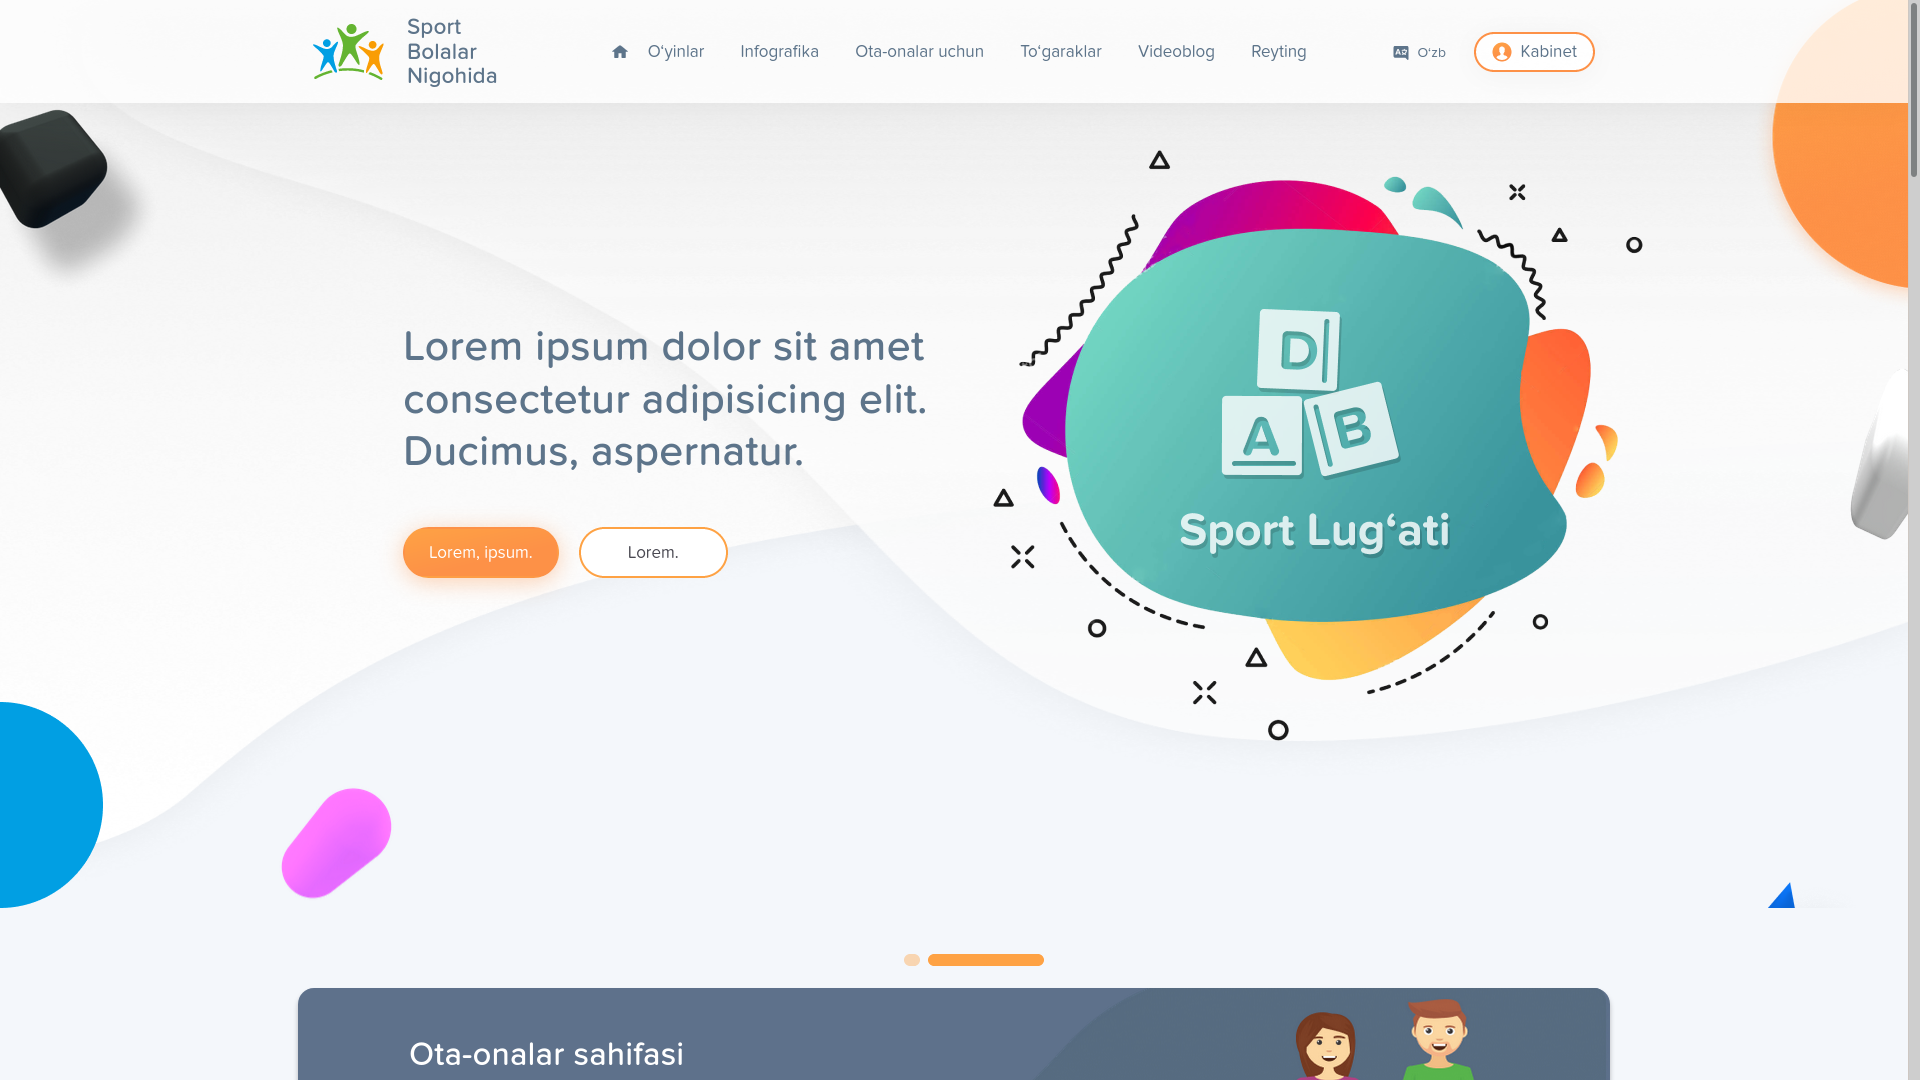 Sport
Bolalar
Nigohida
O‘yinlar
Infografika
Ota-onalar uchun
To‘garaklar
Videoblog
Reyting
O‘zb
Kabinet
Lorem ipsum dolor sit amet
consectetur adipisicing elit.
Ducimus, aspernatur.
Lorem, ipsum.
Lorem.
D
A B
Sport Lug‘ati
Ota-onalar sahifasi